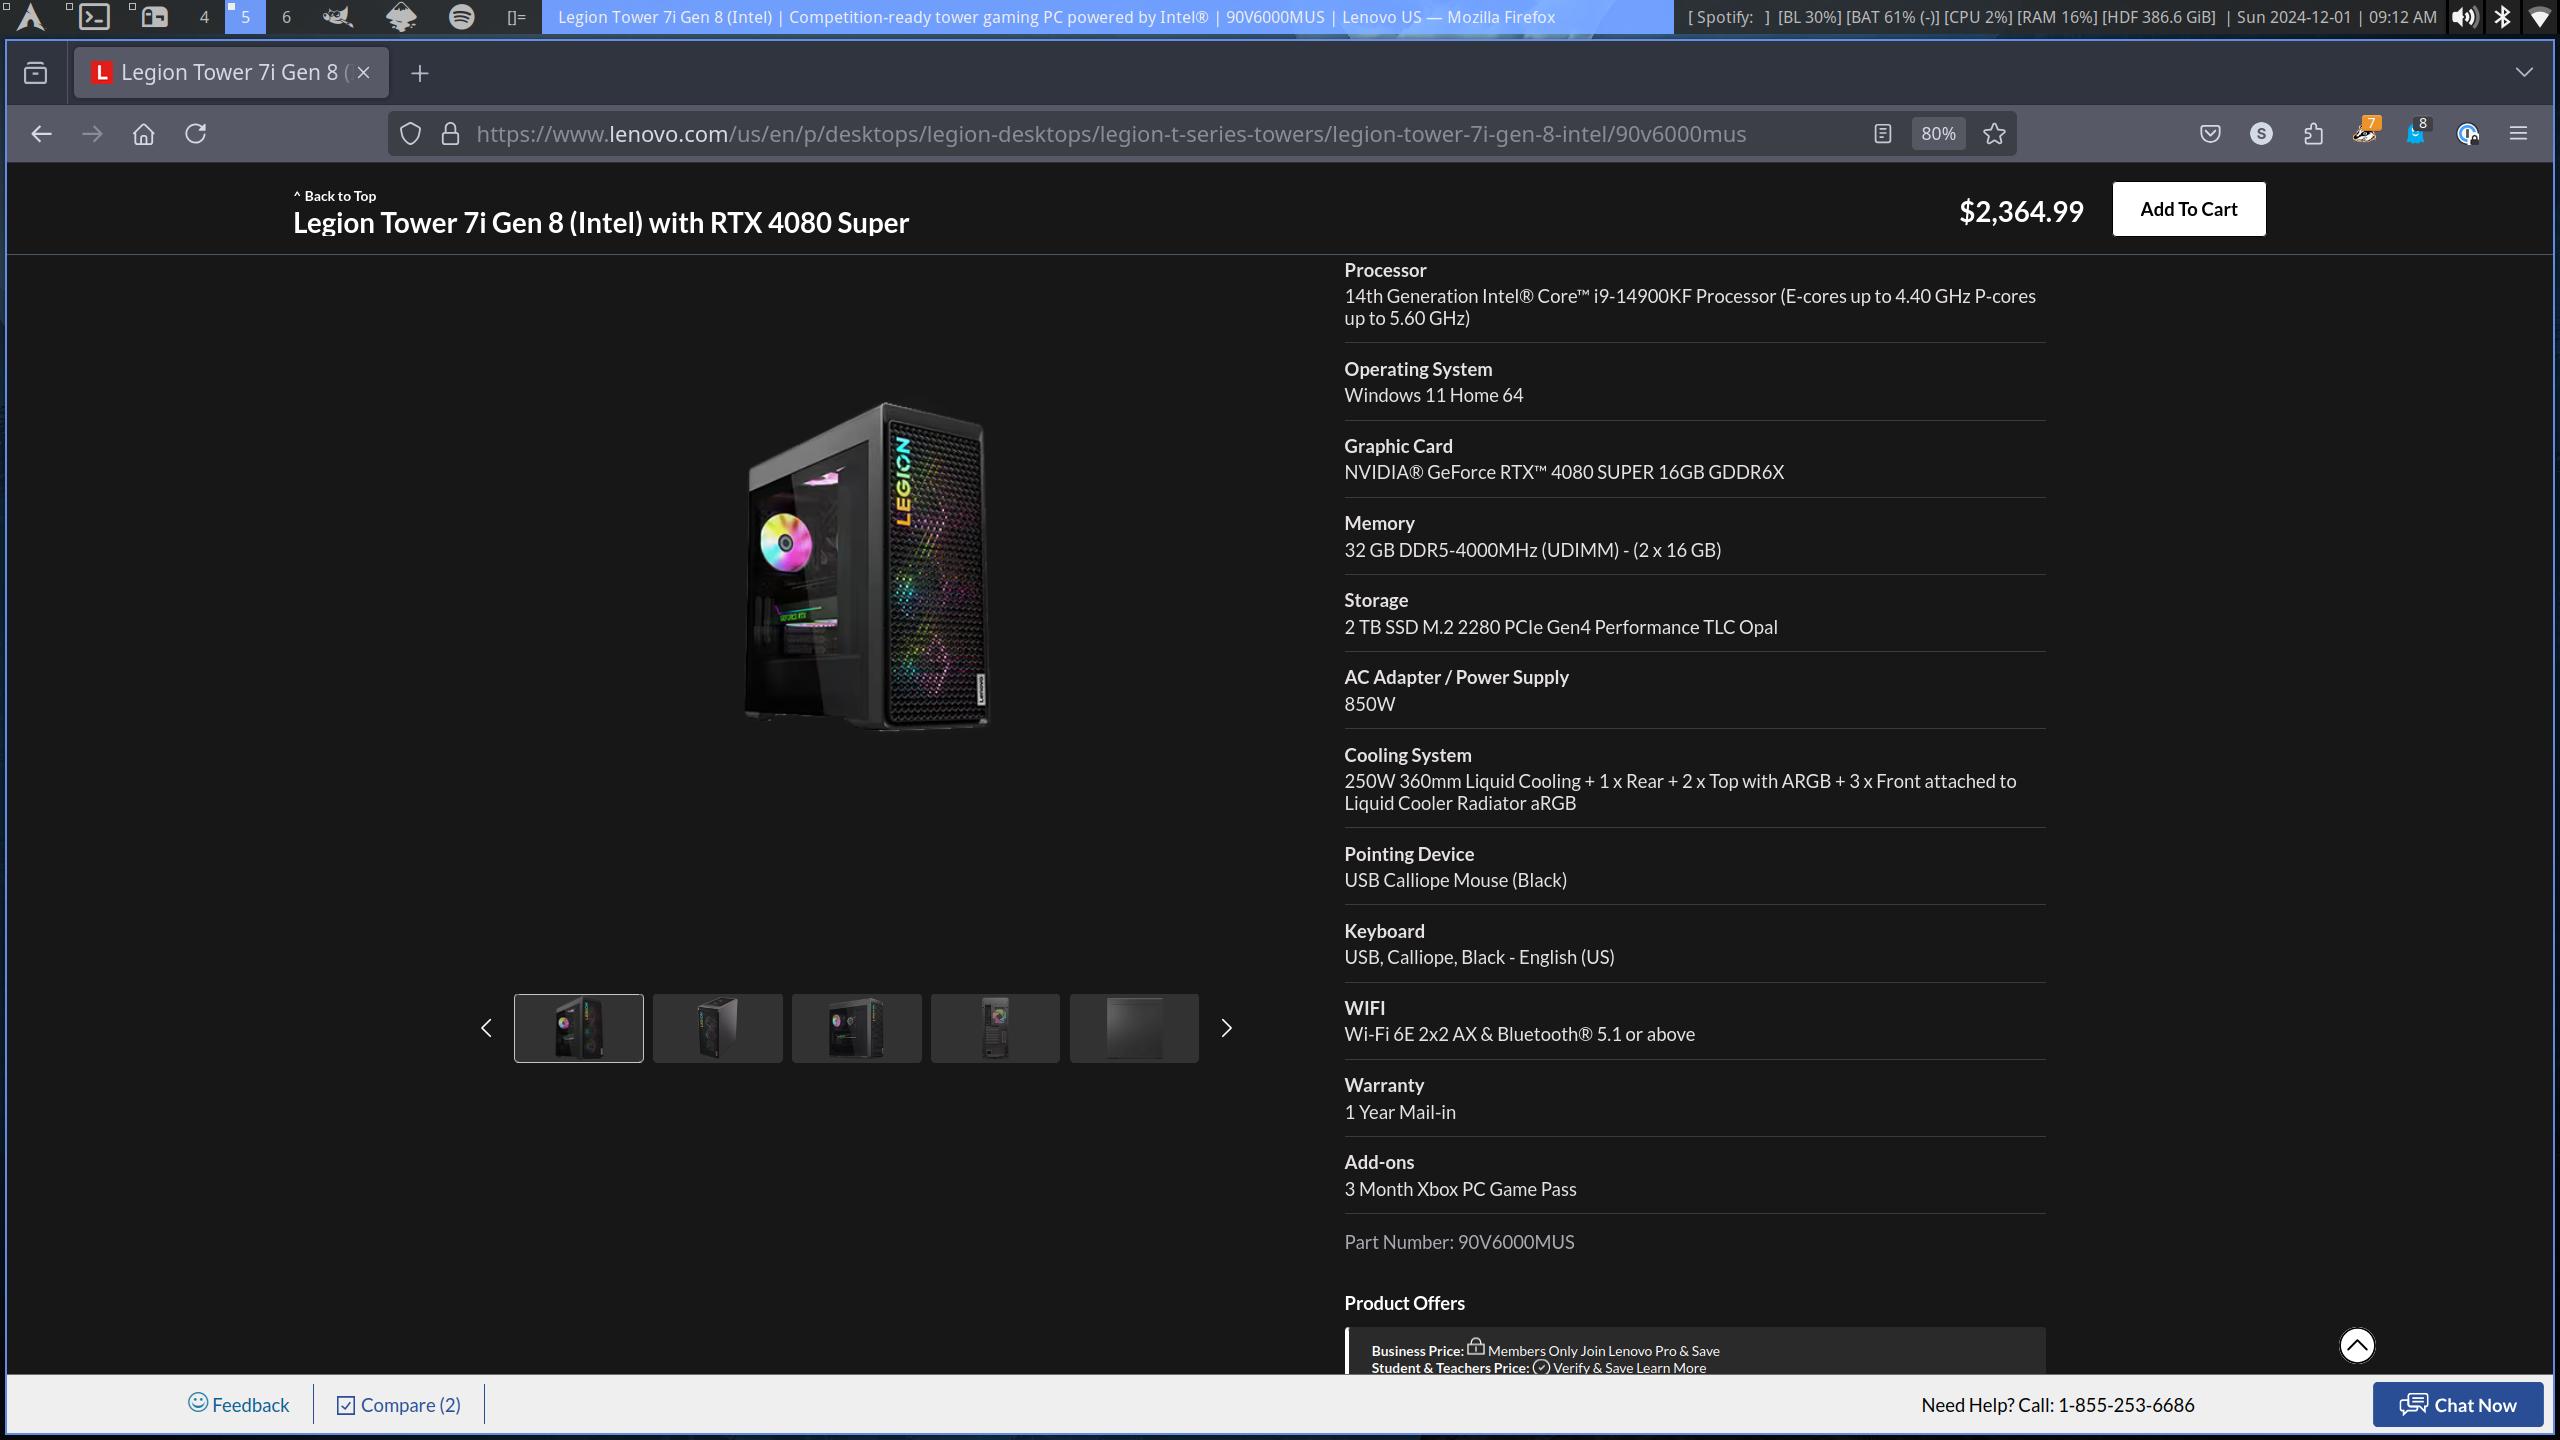 4
5
6
[]=
Legion Tower 7i Gen 8 (Intel) | Competition-ready tower gaming PC powered by Intel® | 90V6000MUS | Lenovo US — Mozilla Firefox
[ Spotify:   ]  [BL 30%] [BAT 61% (-)] [CPU 2%] [RAM 16%] [HDF 386.6 GiB]  | Sun 2024-12-01 | 09:12 AM
L Legion Tower 7i Gen 8 (
https://www.lenovo.com/us/en/p/desktops/legion-desktops/legion-t-series-towers/legion-tower-7i-gen-8-intel/90v6000mus
80%
S
7
8
^ Back to Top
Legion Tower 7i Gen 8 (Intel) with RTX 4080 Super
$2,364.99
Add To Cart
LEGION
GEFORCE RTX
Lenovo
Processor
14th Generation Intel® Core™ i9-14900KF Processor (E-cores up to 4.40 GHz P-cores
up to 5.60 GHz)
Operating System
Windows 11 Home 64
Graphic Card
NVIDIA® GeForce RTX™ 4080 SUPER 16GB GDDR6X
Memory
32 GB DDR5-4000MHz (UDIMM) - (2 x 16 GB)
Storage
2 TB SSD M.2 2280 PCIe Gen4 Performance TLC Opal
AC Adapter / Power Supply
850W
Cooling System
250W 360mm Liquid Cooling + 1 x Rear + 2 x Top with ARGB + 3 x Front attached to
Liquid Cooler Radiator aRGB
Pointing Device
USB Calliope Mouse (Black)
Keyboard
USB, Calliope, Black - English (US)
WIFI
Wi-Fi 6E 2x2 AX & Bluetooth® 5.1 or above
Warranty
1 Year Mail-in
Add-ons
3 Month Xbox PC Game Pass
Part Number: 90V6000MUS
Product Offers
Business Price: Members Only Join Lenovo Pro & Save
Student & Teachers Price: Verify & Save Learn More
Feedback
Compare (2)
Need Help? Call: 1-855-253-6686
Chat Now